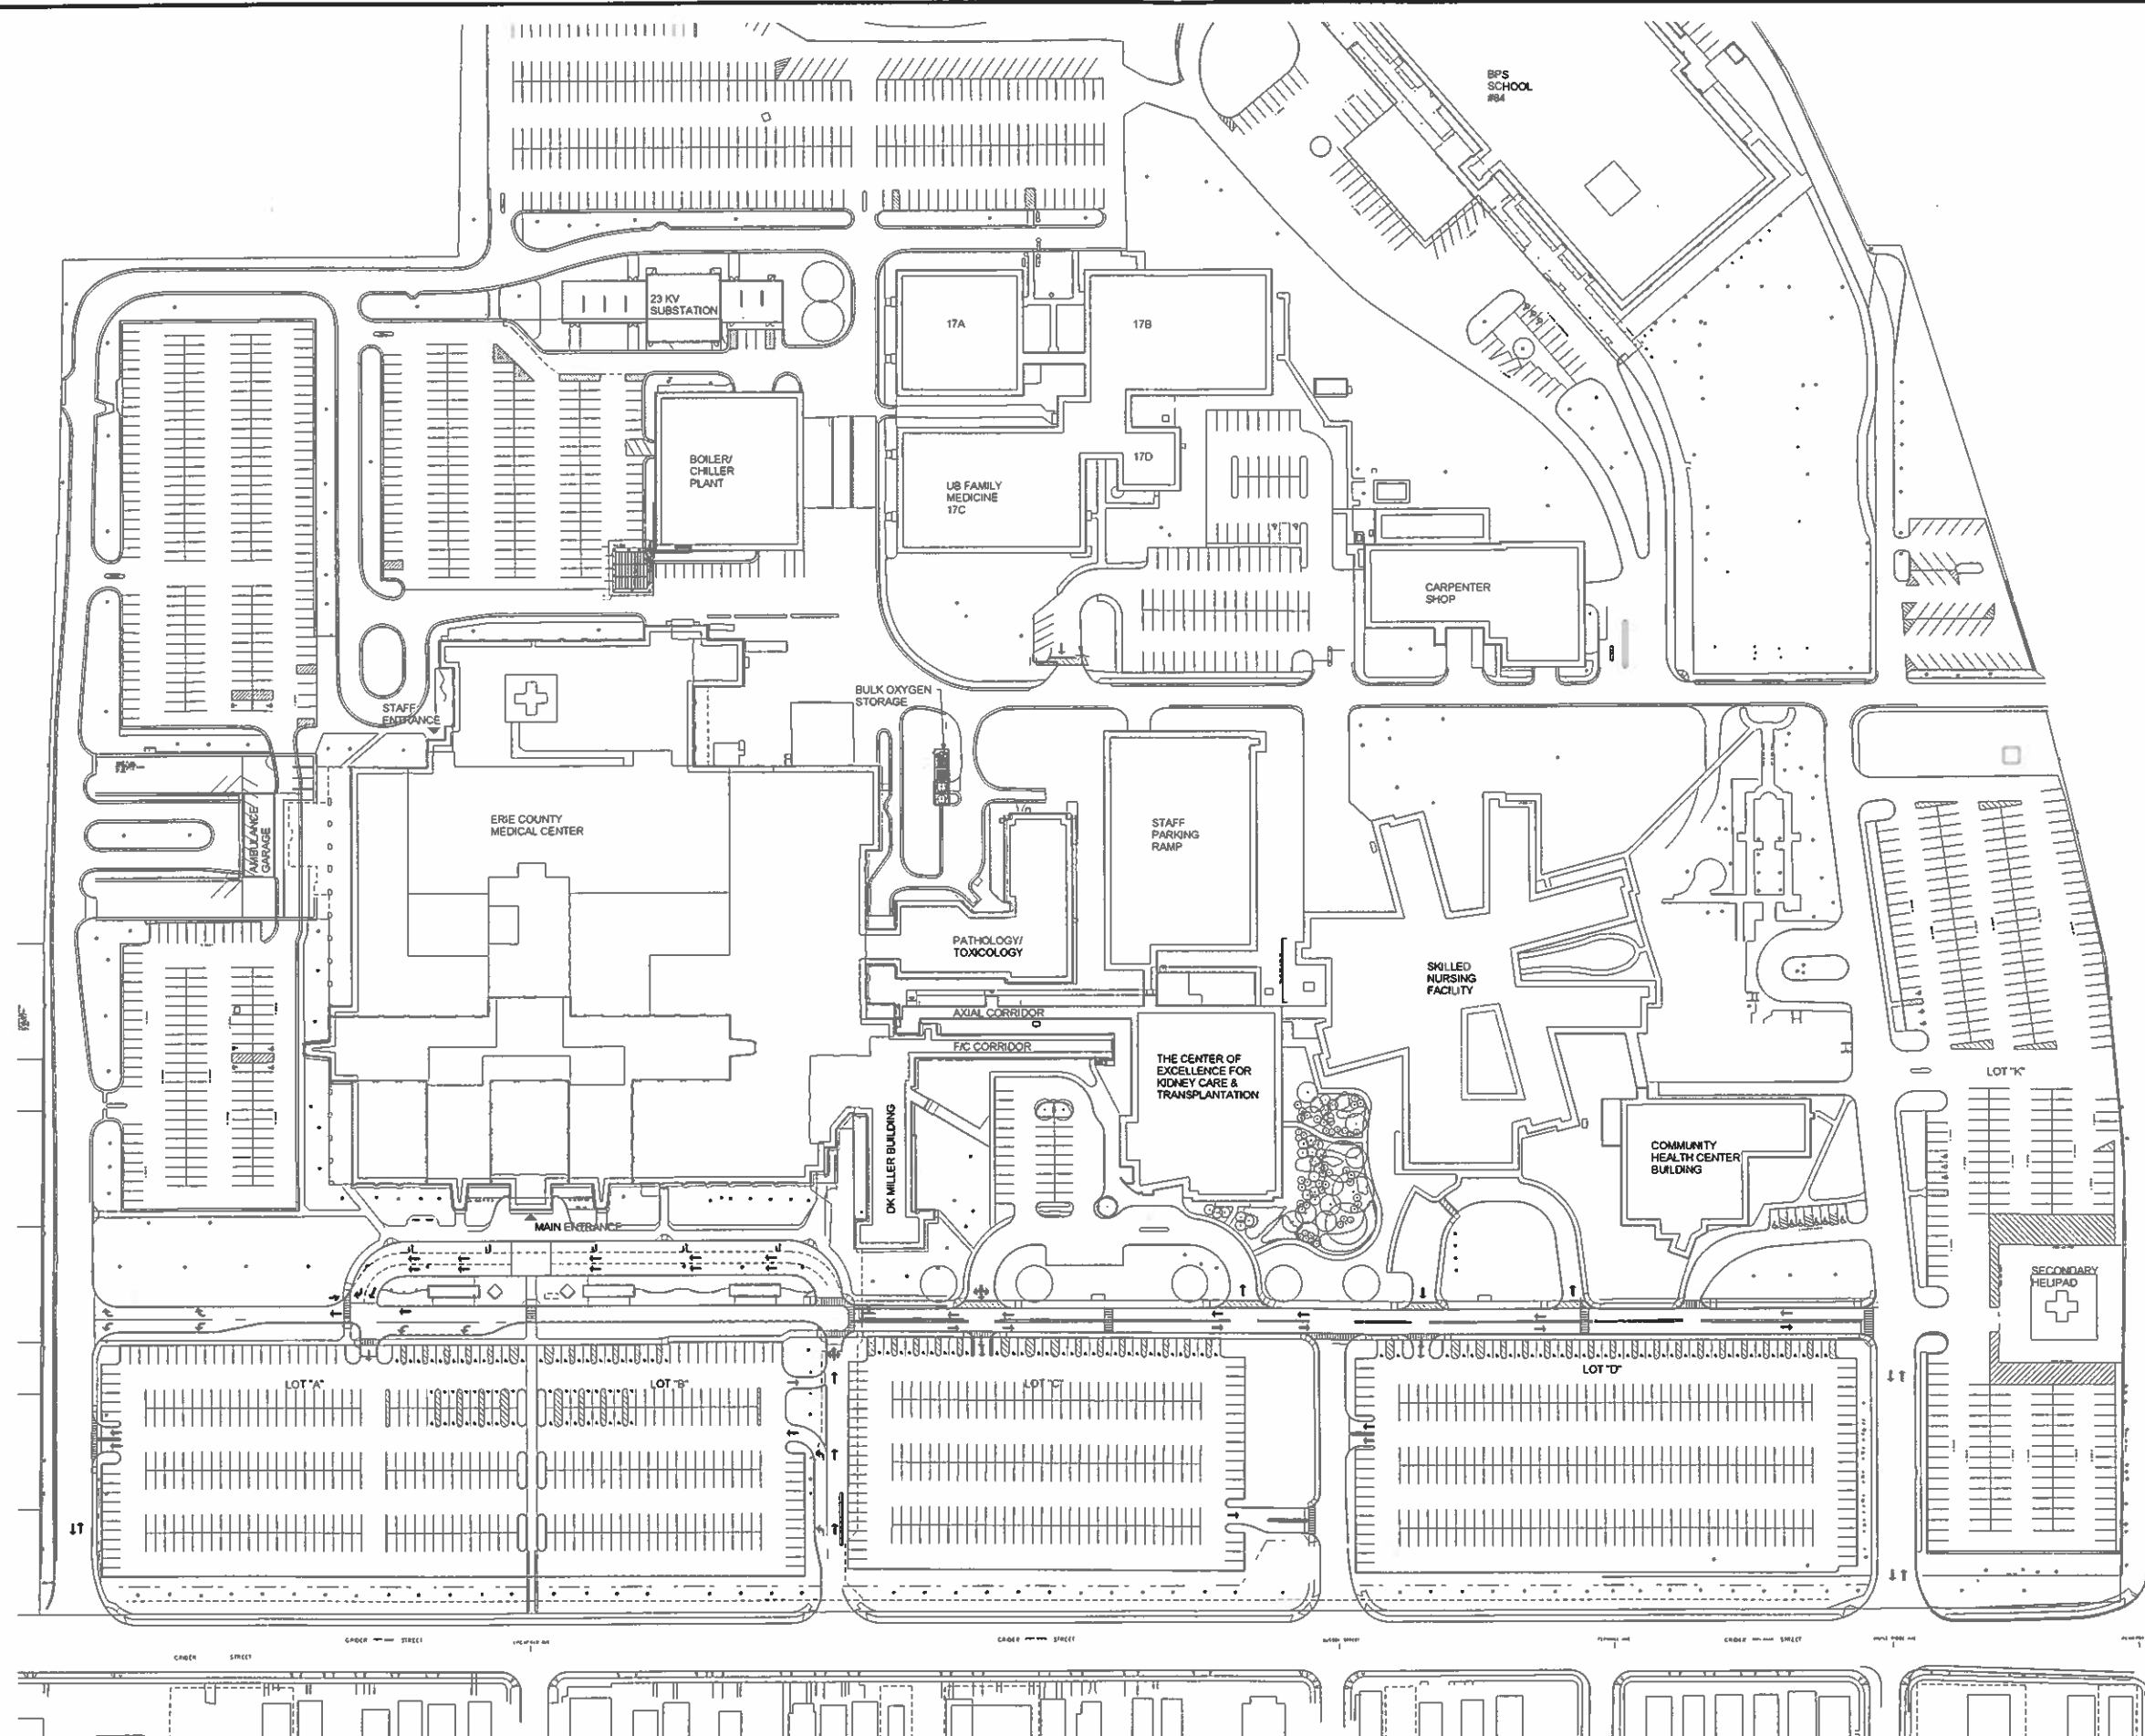 BPS
SCHOOL
#84
23 KV
SUBSTATION
17A
17B
BOILER/
CHILLER
PLANT
UB FAMILY
MEDICINE
17C
17D
CARPENTER
SHOP
STAFF
ENTRANCE
BULK OXYGEN
STORAGE
ERIE COUNTY
MEDICAL CENTER
AMBULANCE
GARAGE
STAFF
PARKING
RAMP
PATHOLOGY/
TOXICOLOGY
SKILLED
NURSING
FACILITY
AXIAL CORRIDOR
F/C CORRIDOR
THE CENTER OF
EXCELLENCE FOR
KIDNEY CARE &
TRANSPLANTATION
LOT "K"
DK MILLER BUILDING
COMMUNITY
HEALTH CENTER
BUILDING
MAIN ENTRANCE
SECONDARY
HELIPAD
LOT "A"
LOT "B"
LOT "C"
LOT "D"
GRIDER STREET
GRIDER STREET
GRIDER STREET
GRIDER STREET